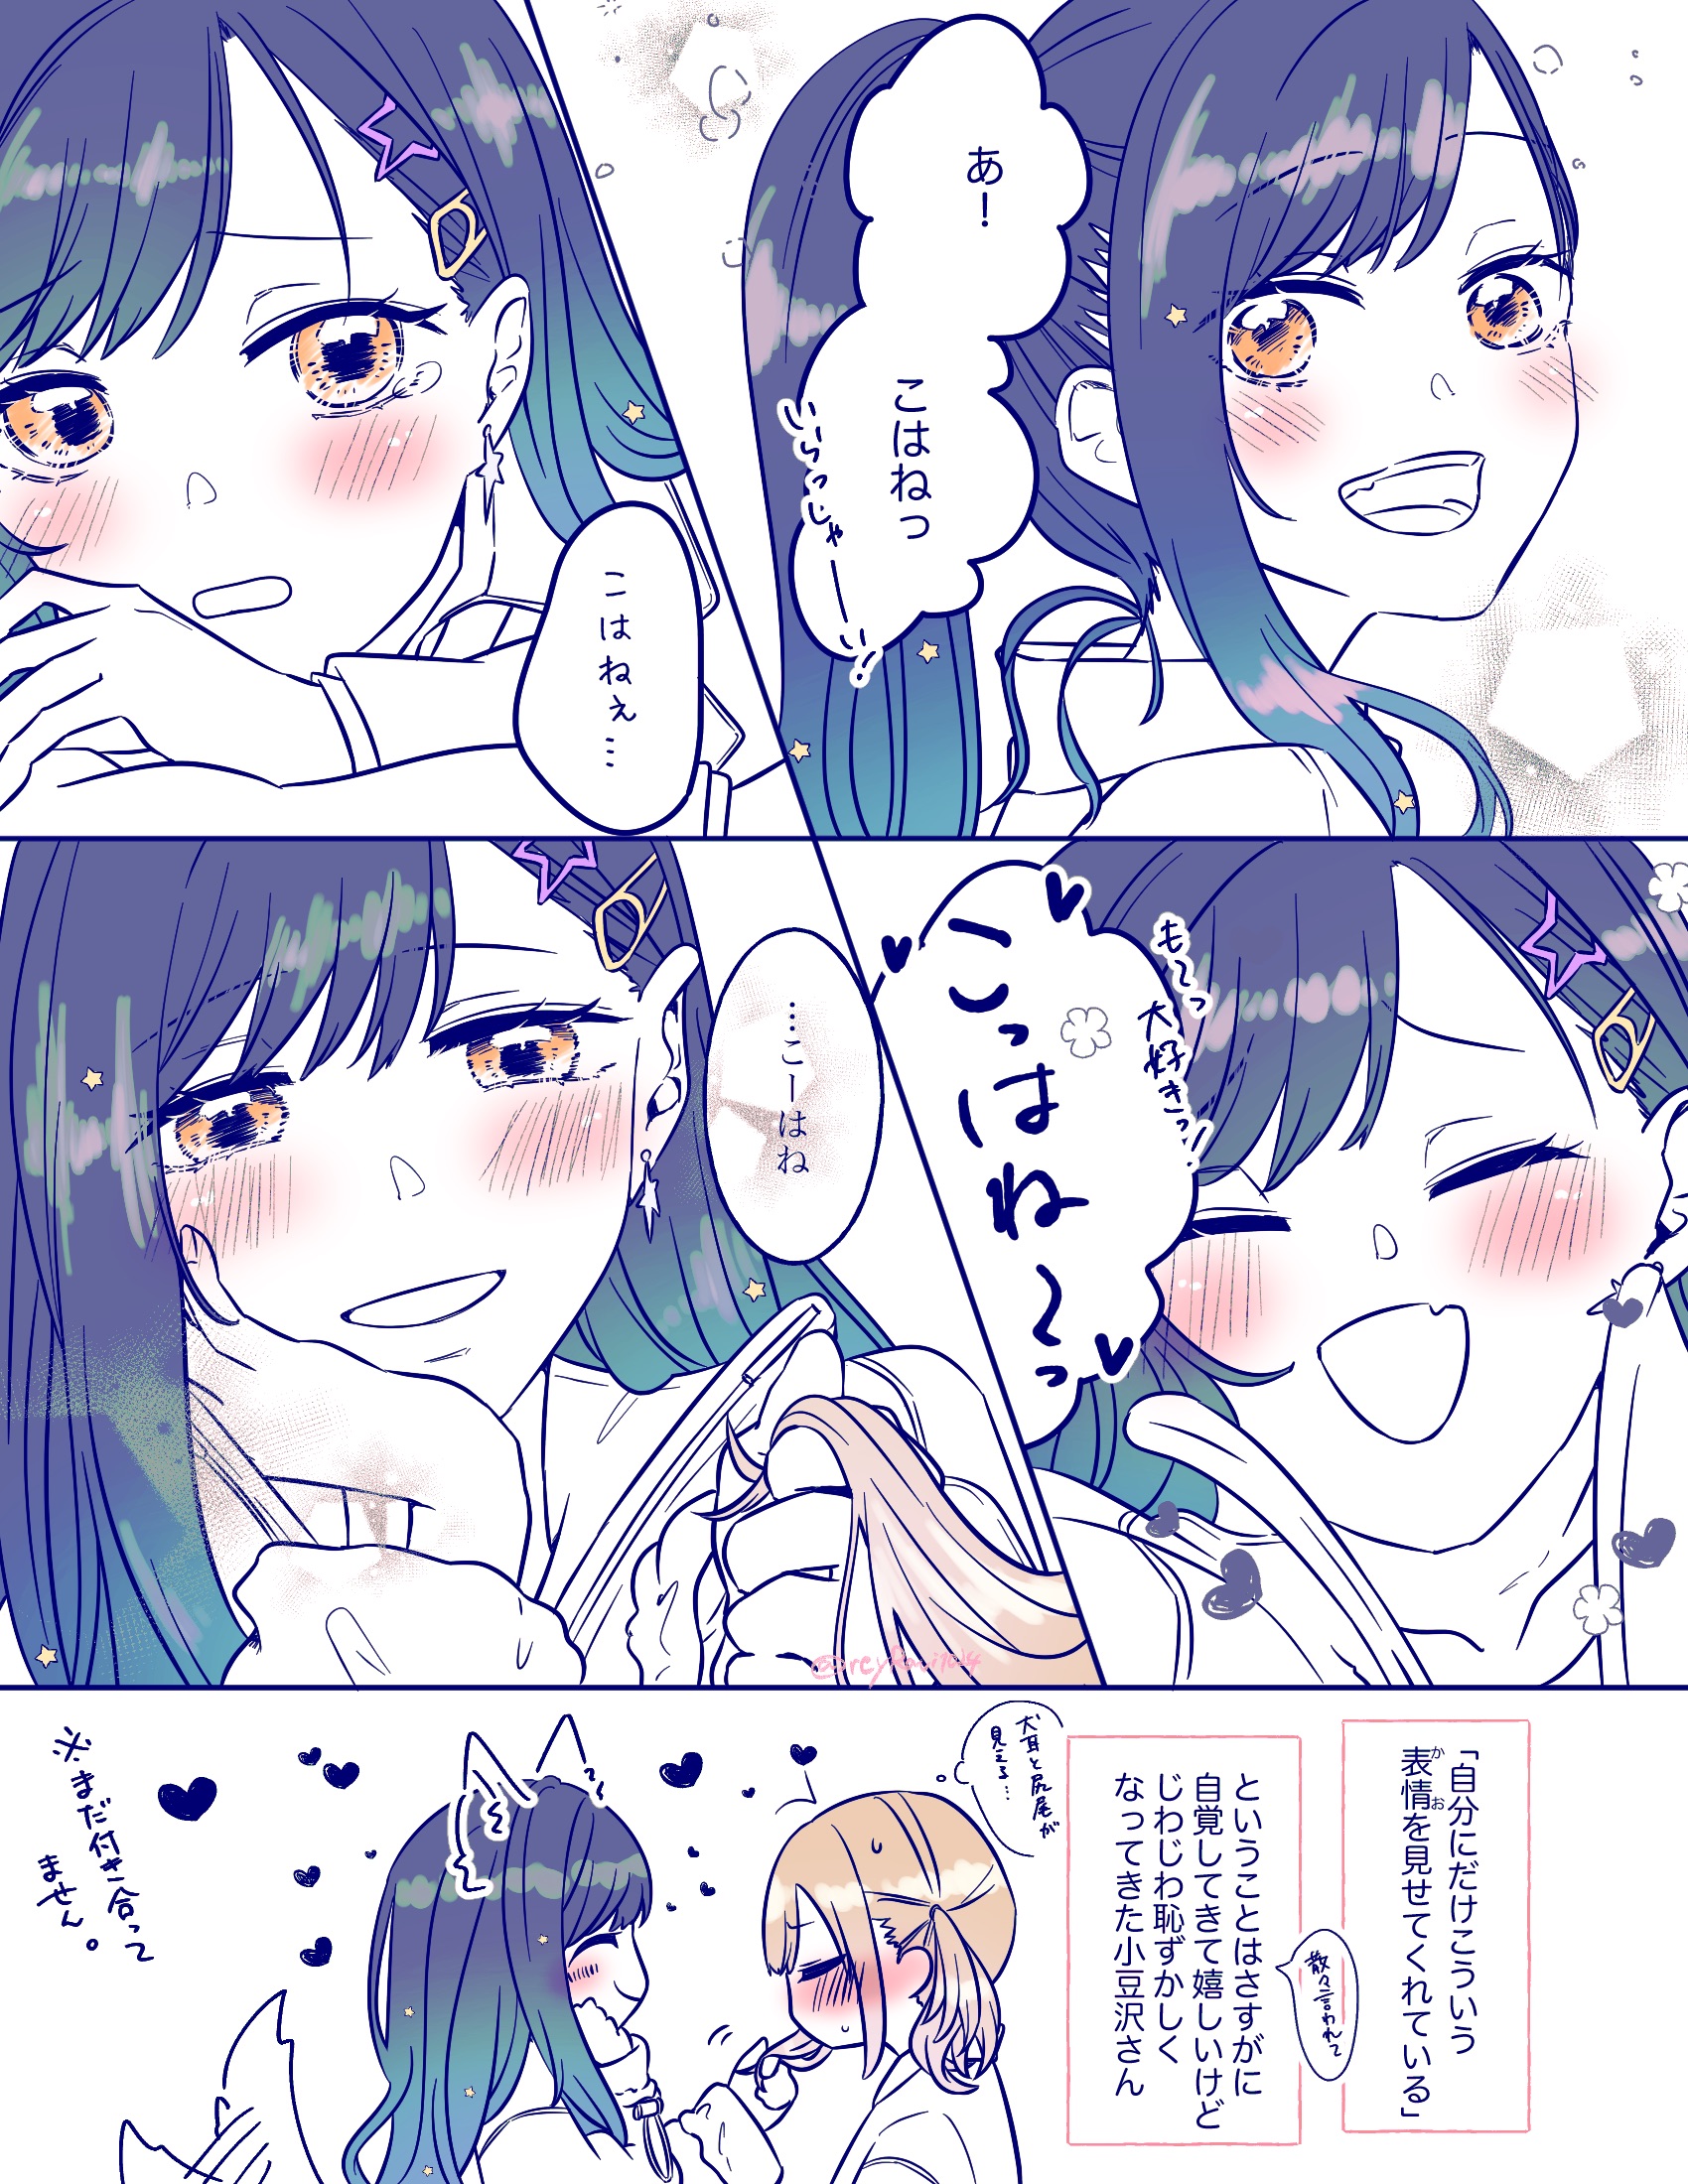 あ!
こはねっ
いらっしゃーーい!
こはねぇ…
も〜っ
大好きっ!
こっはね〜っ
…こーはね
「自分にだけこういう
表情を見せてくれている」
かお
散々言われて
ということはさすがに
自覚してきて嬉しいけど
じわじわ恥ずかしく
なってきた小豆沢さん
犬耳と尻尾が
見える…
※まだ付き合って
ません。